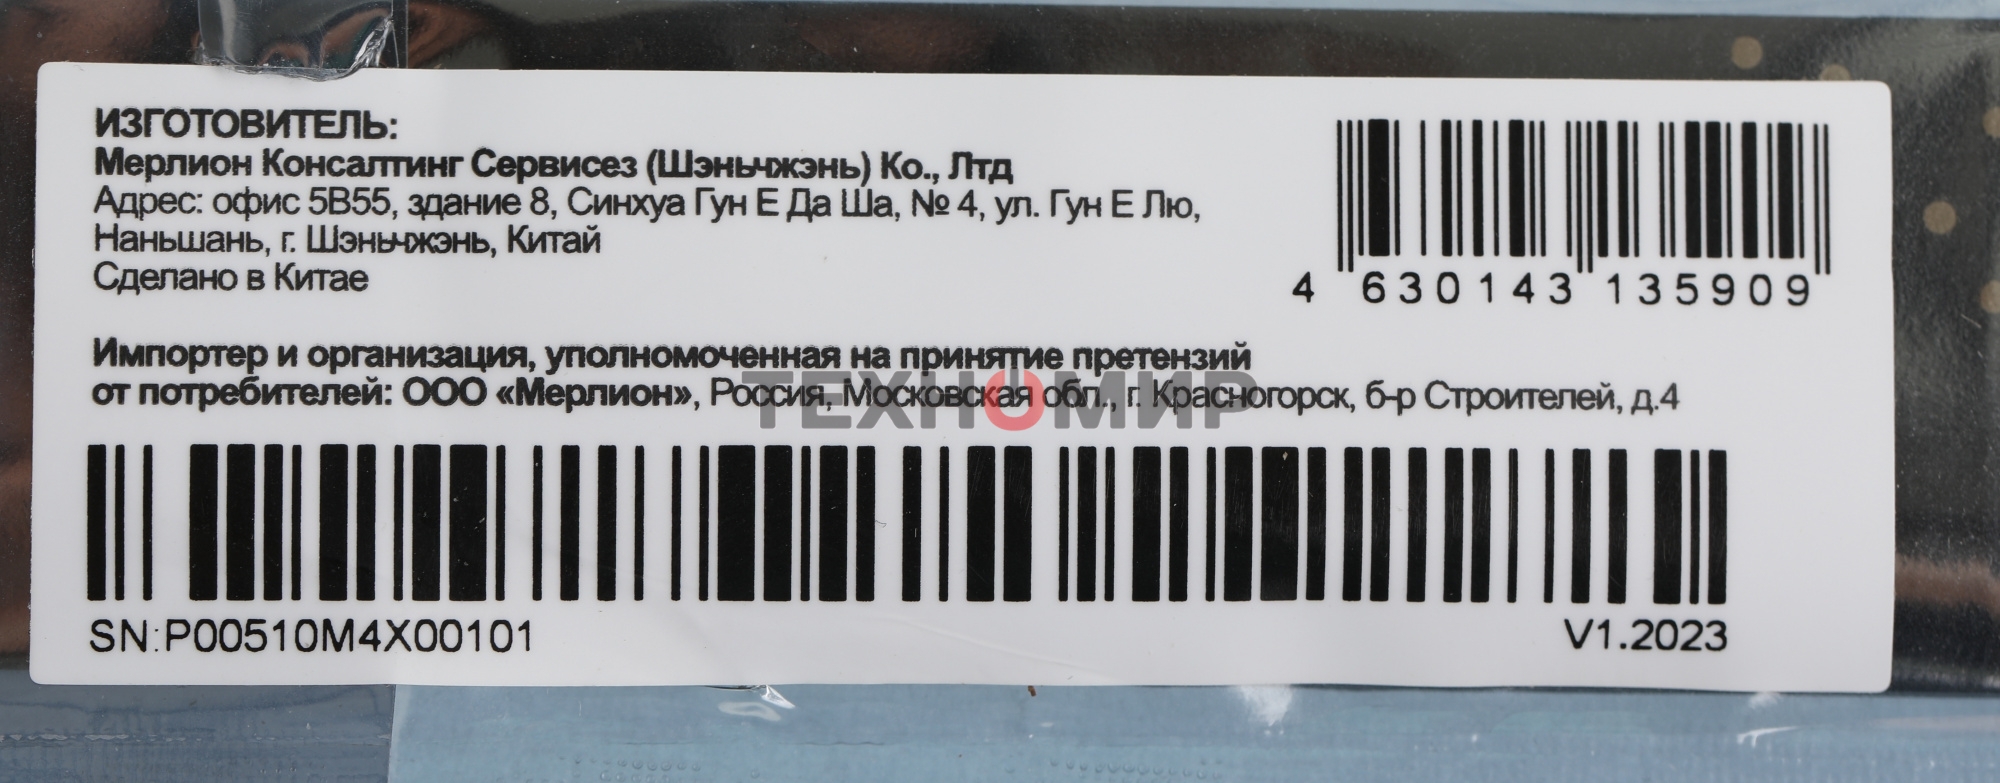 ИЗГОТОВИТЕЛЬ:
Мерлион Консалтинг Сервисез (Шэньчжэнь) Ко., Лтд
Адрес: офис 5В55, здание 8, Синхуа Гун Е Да Ша, № 4, ул. Гун Е Лю,
Наньшань, г. Шэньчжэнь, Китай
Сделано в Китае
4 630143 135909
Импортер и организация, уполномоченная на принятие претензий
от потребителей: ООО «Мерлион», Россия, Московская обл., г. Красногорск, б-р Строителей, д.4
ТЕХНОМИР
SN:P00510M4X00101
V1.2023